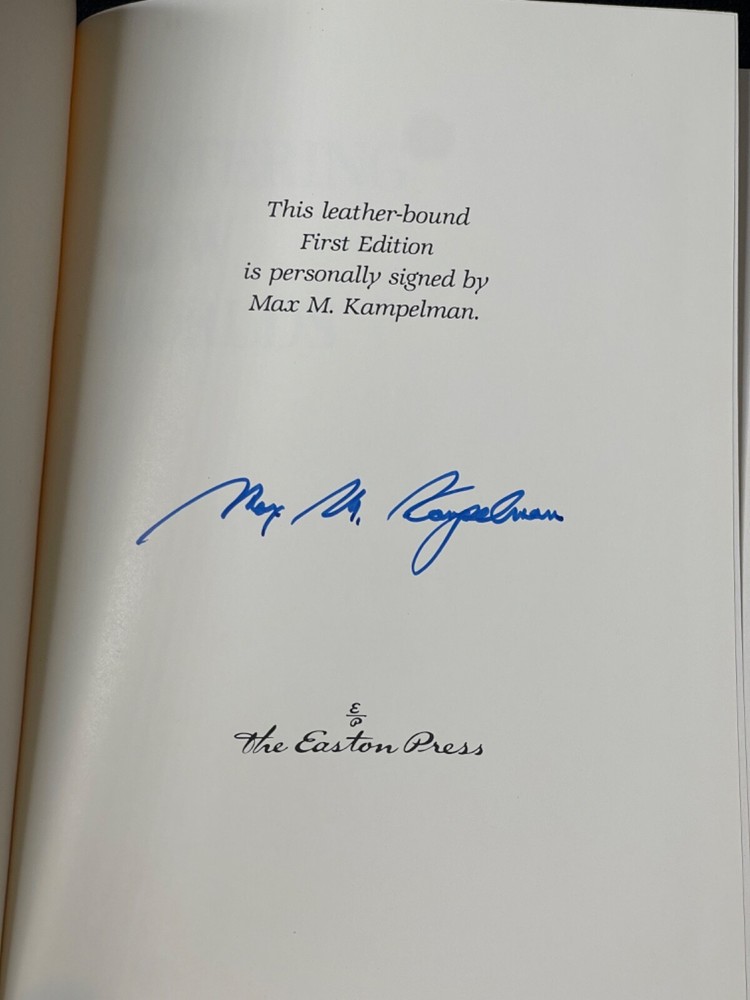 This leather-bound
First Edition
is personally signed by
Max M. Kampelman.
Max M. Kampelman
E
P
The Easton Press